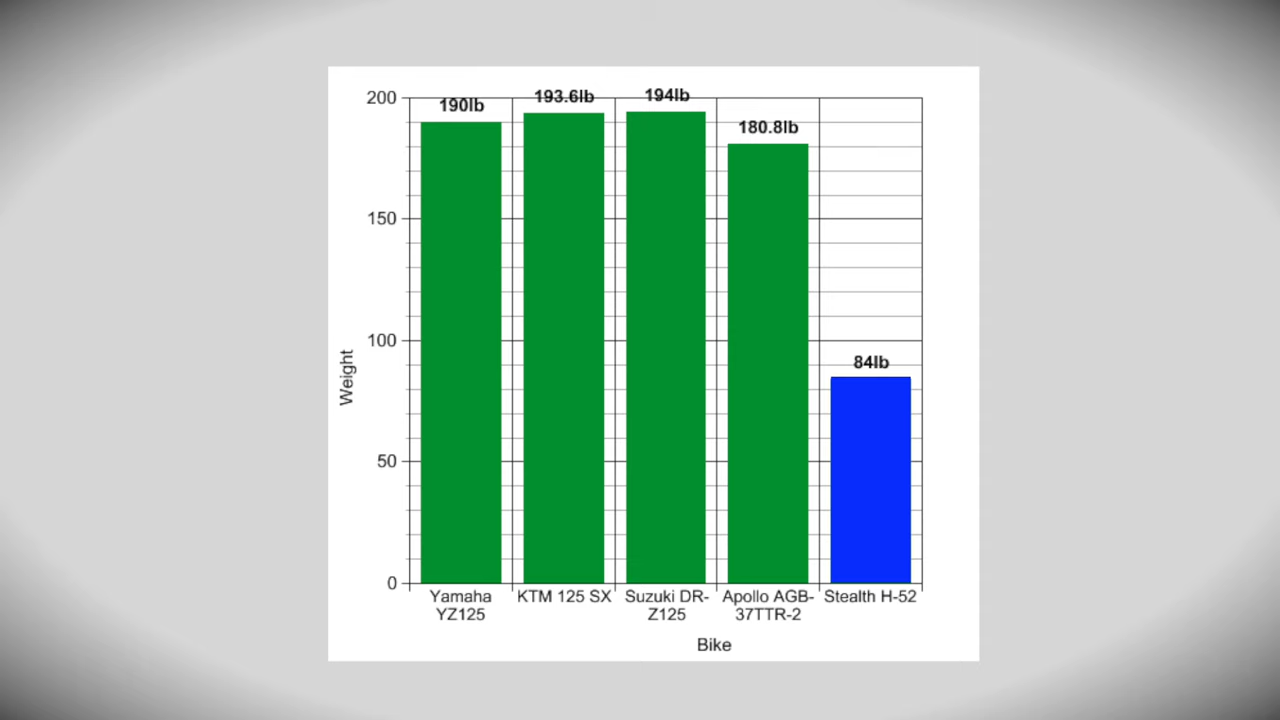 200
150
100
50
0
190lb
193.6lb
194lb
180.8lb
84lb
Weight
Yamaha
YZ125
KTM 125 SX
Suzuki DR-
Z125
Apollo AGB-
37TTR-2
Stealth H-52
Bike